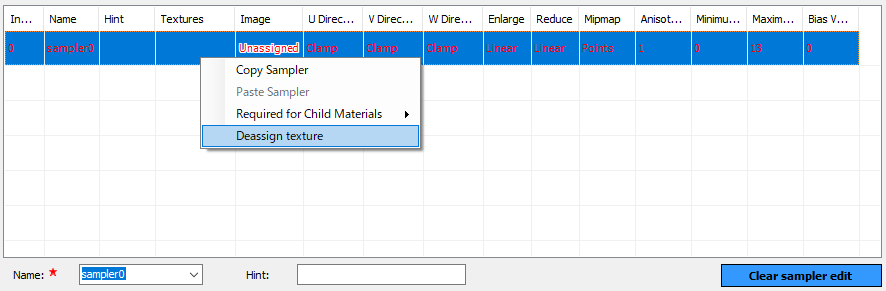 In... Name Hint Textures Image U Direc... V Direc... W Dire... Enlarge Reduce Mipmap Anisot... Minimu... Maxim... Bias V...
0 sampler0 Unassigned Clamp Clamp Clamp Linear Linear Points 1 0 13 0
Copy Sampler
Paste Sampler
Required for Child Materials
Deassign texture
Name: * sampler0 Hint: Clear sampler edit